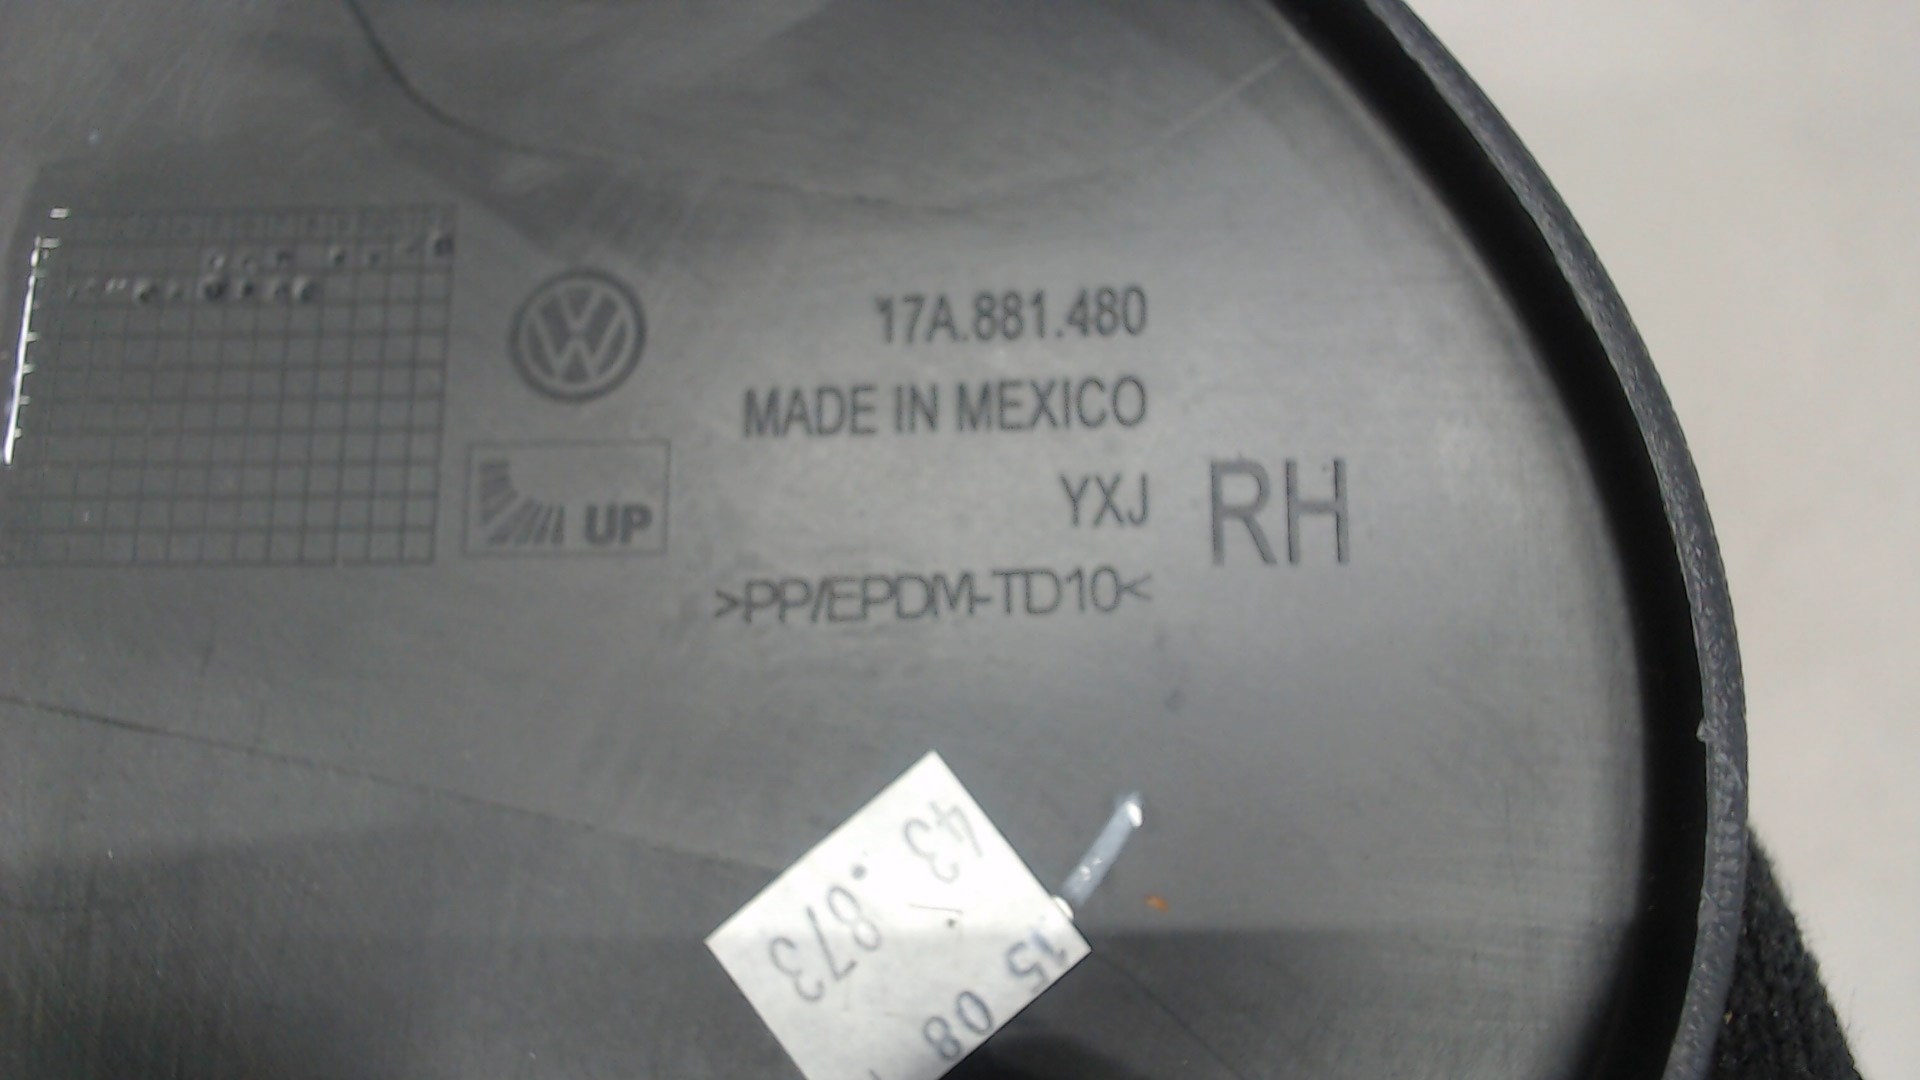 17A.881.480
MADE IN MEXICO
YXJ
RH
UP
>PP/EPDM-TD10<
43
.873
15 08